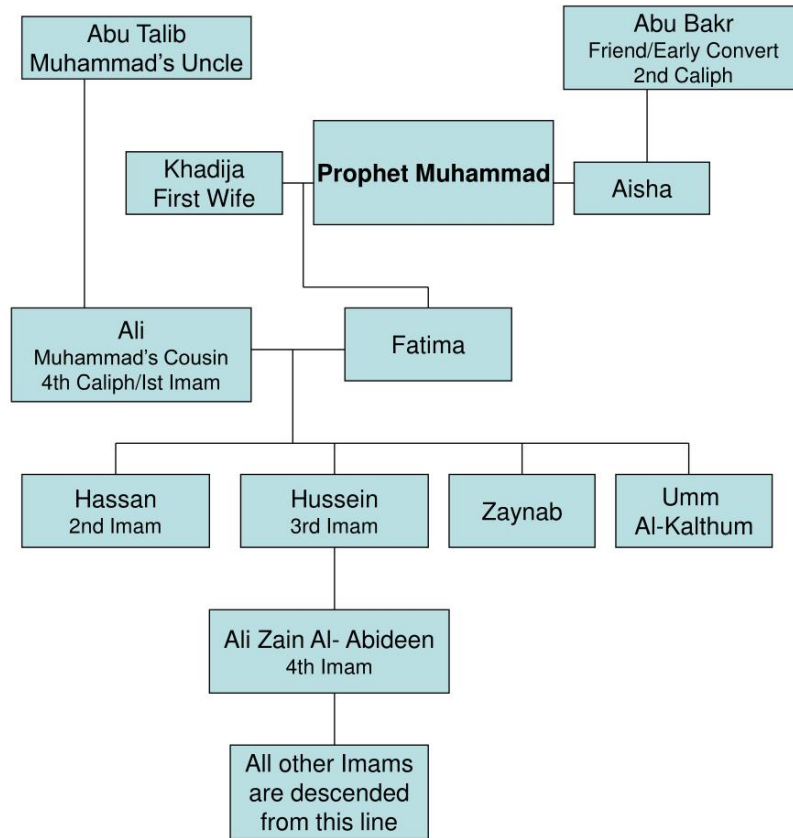 Abu Talib
Muhammad's Uncle
Abu Bakr
Friend/Early Convert
2nd Caliph
Khadija
First Wife
Prophet Muhammad
Aisha
Ali
Muhammad's Cousin
4th Caliph/Ist Imam
Fatima
Hassan
2nd Imam
Hussein
3rd Imam
Zaynab
Umm
Al-Kalthum
Ali Zain Al- Abideen
4th Imam
All other Imams
are descended
from this line